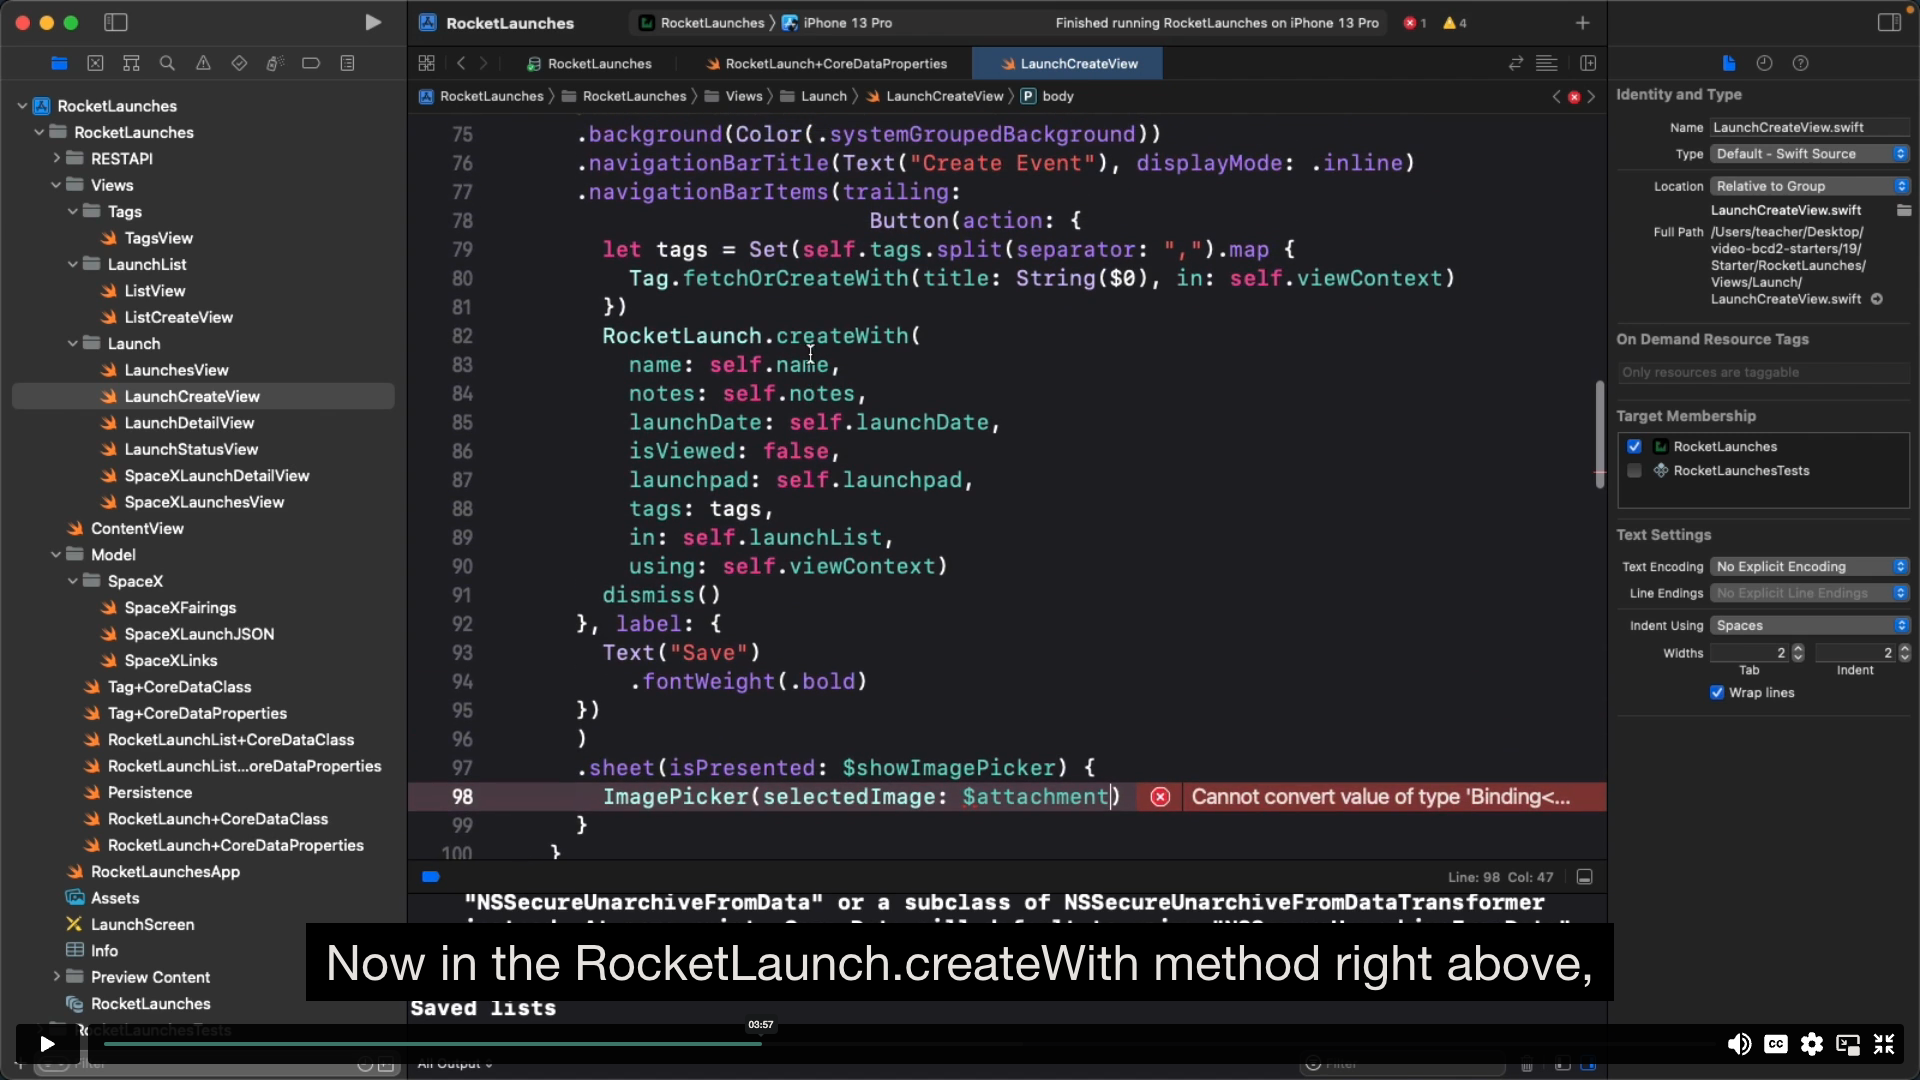 RocketLaunches
RocketLaunches
iPhone 13 Pro
Finished running RocketLaunches on iPhone 13 Pro
1
4
RocketLaunches
RocketLaunch+CoreDataProperties
LaunchCreateView
RocketLaunches
RocketLaunches
Views
Launch
LaunchCreateView
P
body
RocketLaunches
RocketLaunches
RESTAPI
Views
Tags
TagsView
LaunchList
ListView
ListCreateView
Launch
LaunchesView
LaunchCreateView
LaunchDetailView
LaunchStatusView
SpaceXLaunchDetailView
SpaceXLaunchesView
ContentView
Model
SpaceX
SpaceXFairings
SpaceXLaunchJSON
SpaceXLinks
Tag+CoreDataClass
Tag+CoreDataProperties
RocketLaunchList+CoreDataClass
RocketLaunchList...oreDataProperties
Persistence
RocketLaunch+CoreDataClass
RocketLaunch+CoreDataProperties
RocketLaunchesApp
Assets
LaunchScreen
Info
Preview Content
RocketLaunches
RocketLaunchesTests
Filter
75 .background(Color(.systemGroupedBackground))
76 .navigationBarTitle(Text("Create Event"), displayMode: .inline)
77 .navigationBarItems(trailing:
78 Button(action: {
79 let tags = Set(self.tags.split(separator: ",").map {
80 Tag.fetchOrCreateWith(title: String($0), in: self.viewContext)
81 })
82 RocketLaunch.createWith(
83 name: self.name,
84 notes: self.notes,
85 launchDate: self.launchDate,
86 isViewed: false,
87 launchpad: self.launchpad,
88 tags: tags,
89 in: self.launchList,
90 using: self.viewContext)
91 dismiss()
92 }, label: {
93 Text("Save")
94 .fontWeight(.bold)
95 })
96 )
97 .sheet(isPresented: $showImagePicker) {
98 ImagePicker(selectedImage: $attachment) Cannot convert value of type 'Binding<...
99 }
100 }
Line: 98 Col: 47
"NSSecureUnarchiveFromData" or a subclass of NSSecureUnarchiveFromDataTransformer
Now in the RocketLaunch.createWith method right above,
Saved lists
03:57
All Output
Filter
CC
Identity and Type
Name LaunchCreateView.swift
Type Default - Swift Source
Location Relative to Group
LaunchCreateView.swift
Full Path /Users/teacher/Desktop/
video-bcd2-starters/19/
Starter/RocketLaunches/
Views/Launch/
LaunchCreateView.swift
On Demand Resource Tags
Only resources are taggable
Target Membership
RocketLaunches
RocketLaunchesTests
Text Settings
Text Encoding No Explicit Encoding
Line Endings No Explicit Line Endings
Indent Using Spaces
Widths 2 2
Tab Indent
Wrap lines